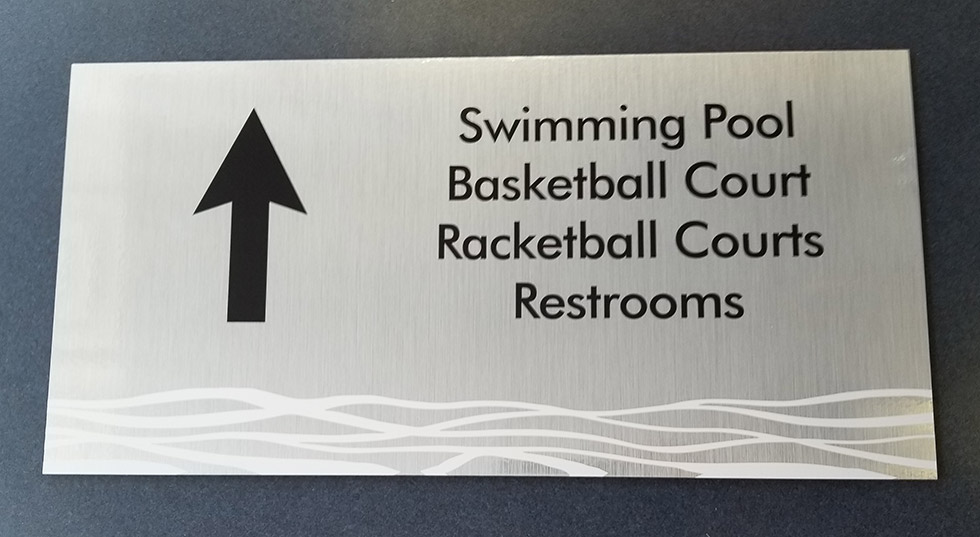 Swimming Pool
Basketball Court
Racketball Courts
Restrooms